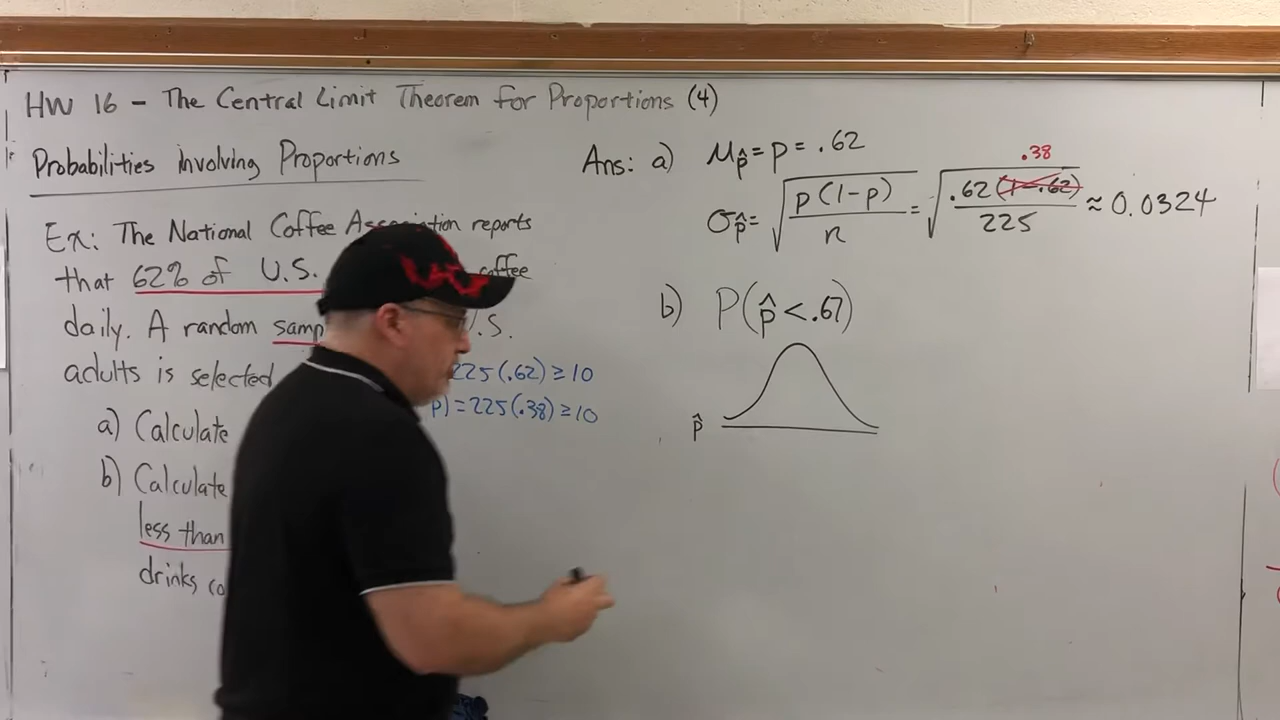 HW 16 - The Central Limit Theorem for Proportions (4)
Probabilities involving Proportions
Ex: The National Coffee Association reports
that 62% of U.S. coffee
daily. A random U.S.
adults is selected
225(.62) ≥ 10
p) = 225(.38) ≥ 10
a) Calculate
b) Calculate
less than
drinks
Ans: a) μp̂ = p = .62
.38
σp̂ = √(p(1-p)/n) = √(.62(1-.62)/225) ≈ 0.0324
b) P(p̂ < .67)
p̂